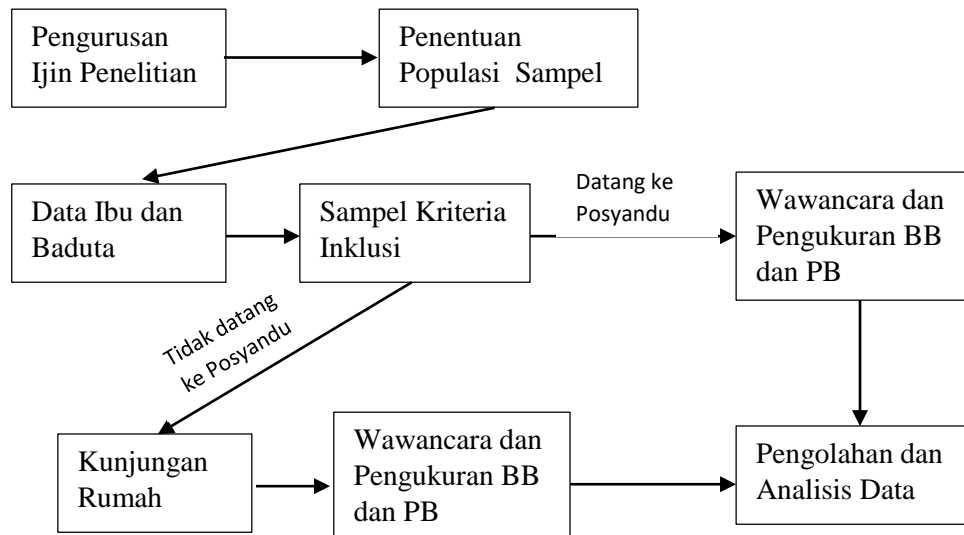 Pengurusan
Ijin Penelitian
Penentuan
Populasi Sampel
Data Ibu dan
Baduta
Sampel Kriteria
Inklusi
Datang ke
Posyandu
Wawancara dan
Pengukuran BB
dan PB
Tidak datang
ke Posyandu
Kunjungan
Rumah
Wawancara dan
Pengukuran BB
dan PB
Pengolahan dan
Analisis Data